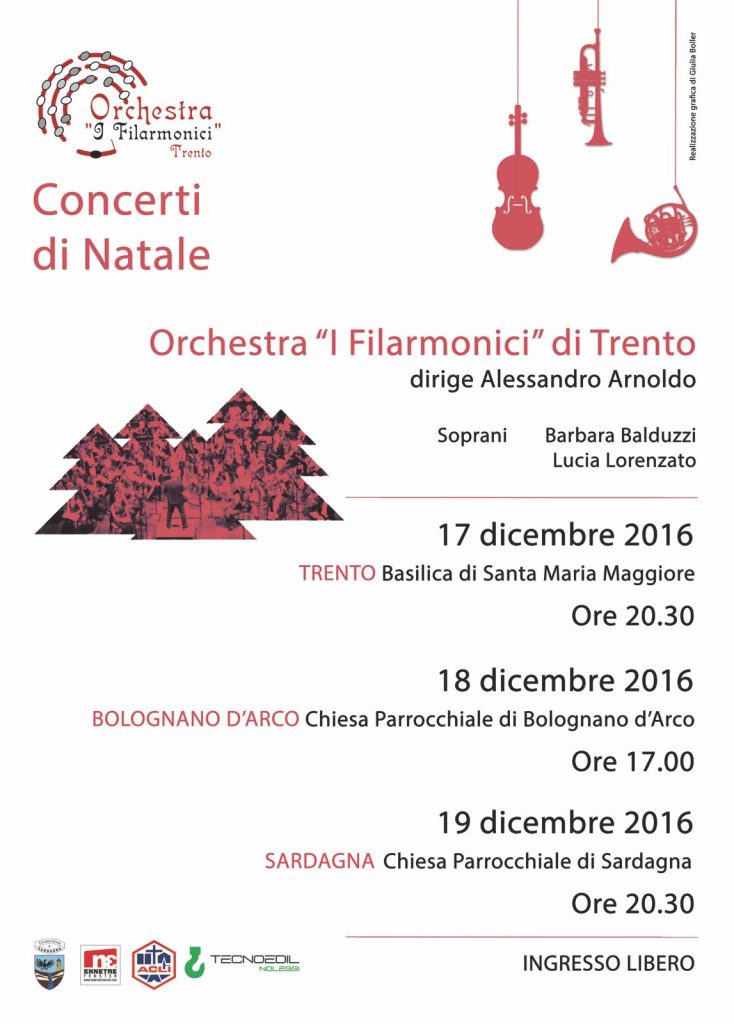 Orchestra
"I Filarmonici"
Trento
Realizzazione grafica di Giulia Boller
Concerti
di Natale
Orchestra “I Filarmonici” di Trento
dirige Alessandro Arnoldo
Soprani Barbara Balduzzi
Lucia Lorenzato
17 dicembre 2016
TRENTO Basilica di Santa Maria Maggiore
Ore 20.30
18 dicembre 2016
BOLOGNANO D’ARCO Chiesa Parrocchiale di Bolognano d’Arco
Ore 17.00
19 dicembre 2016
SARDAGNA Chiesa Parrocchiale di Sardagna
Ore 20.30
INGRESSO LIBERO
SARDAGNA
ne
ENNETRE
FENSTER
ACLI
TECNOEDIL
NOLEGGI